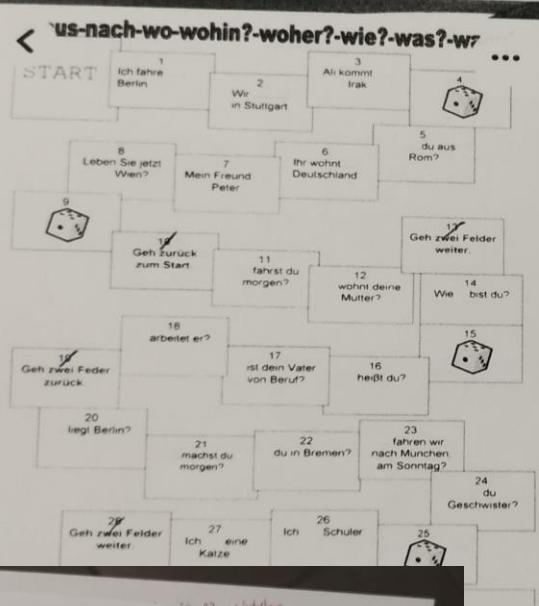 us-nach-wo-wohin?-woher?-wie?-was?-w
START
1
Ich fahre
Berlin
2
Wir
in Stuttgart
3
Ali kommt
Irak
4
5
du aus
Rom?
6
Ihr wohnt
Deutschland
7
Mein Freund
Peter
8
Leben Sie jetzt
Wien?
9
10
Geh zurück
zum Start
11
fahrst du
morgen?
12
wohnt deine
Mutter?
13
Geh zwei Felder
weiter.
14
Wie bist du?
15
16
heißt du?
17
ist dein Vater
von Beruf?
18
arbeitet er?
19
Geh zwei Feder
zurück
20
liegt Berlin?
21
machst du
morgen?
22
du in Bremen?
23
fahren wir
nach Munchen
am Sonntag?
24
du
Geschwister?
25
26
Ich Schuler
27
Ich eine
Katze
28
Geh zwei Felder
weiter